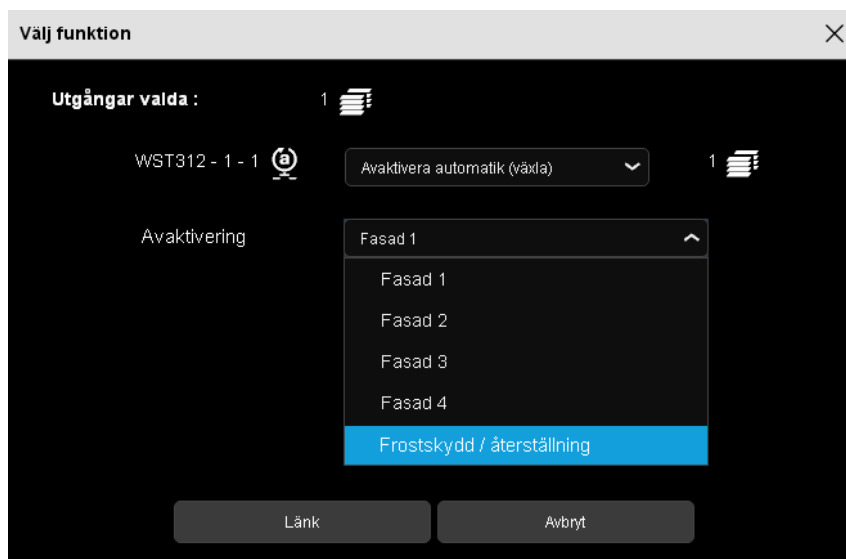 Välj funktion
Utgångar valda : 1
WST312 - 1 - 1 a Avaktivera automatik (växla) 1
Avaktivering Fasad 1
Fasad 1
Fasad 2
Fasad 3
Fasad 4
Frostskydd / återställning
Länk Avbryt